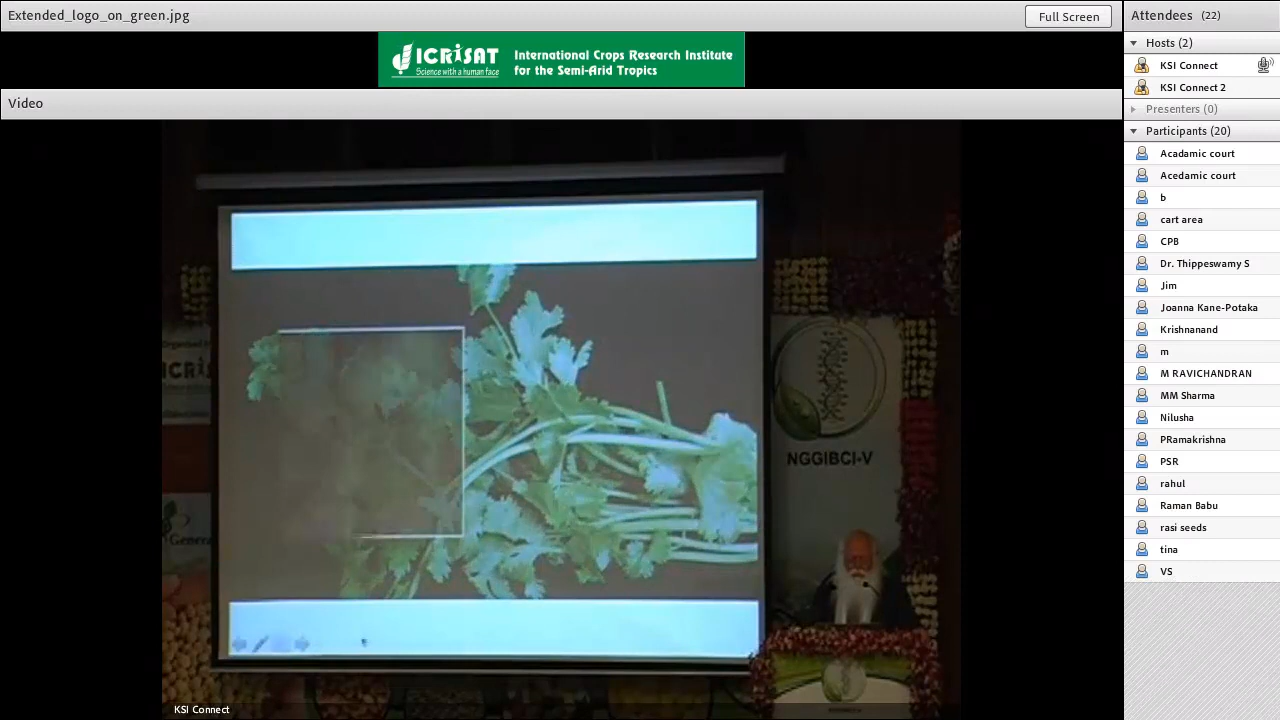 Extended_logo_on_green.jpg
Full Screen
ICRISAT
Science with a human face
International Crops Research Institute
for the Semi-Arid Tropics
Video
NGGIBCI-V
KSI Connect
Attendees (22)
Hosts (2)
KSI Connect
KSI Connect 2
Presenters (0)
Participants (20)
Acadamic court
Acedamic court
b
cart area
CPB
Dr. Thippeswamy S
Jim
Joanna Kane-Potaka
Krishnanand
m
M RAVICHANDRAN
MM Sharma
Nilusha
PRamakrishna
PSR
rahul
Raman Babu
rasi seeds
tina
VS